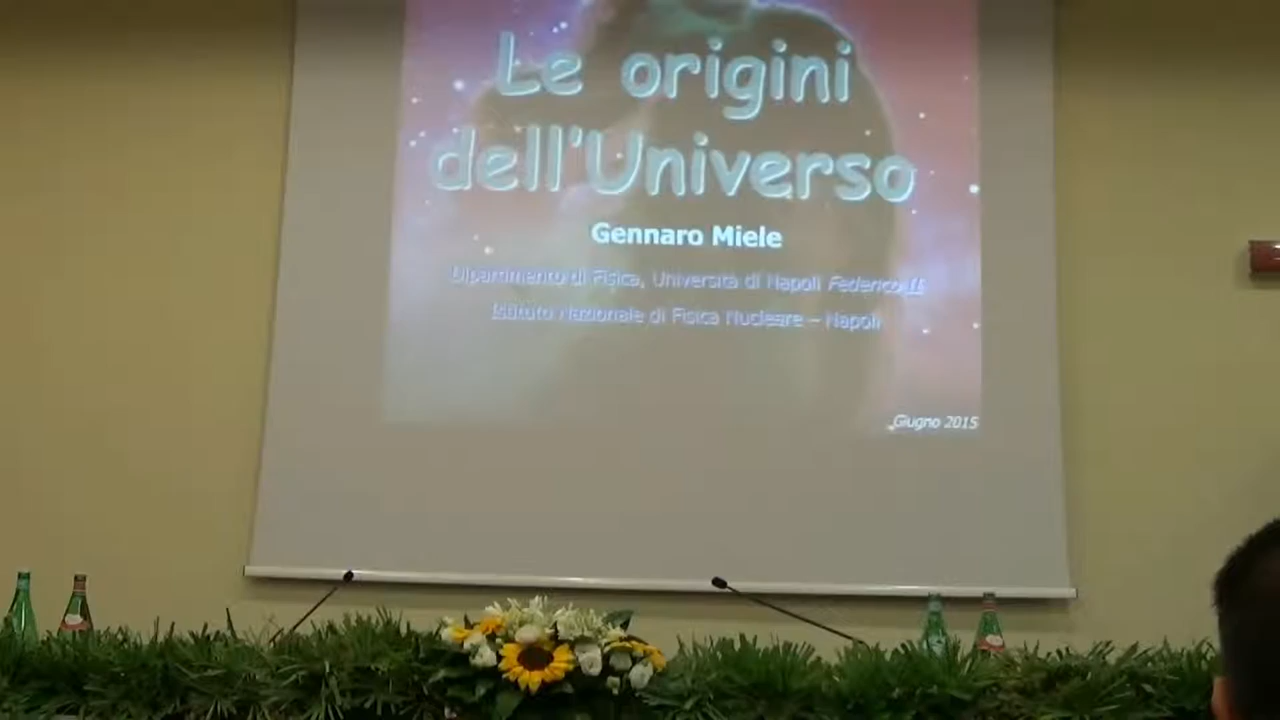 Le origini
dell'Universo
Gennaro Miele
Dipartimento di Fisica, Università di Napoli Federico II
Istituto Nazionale di Fisica Nucleare – Napoli
Giugno 2015